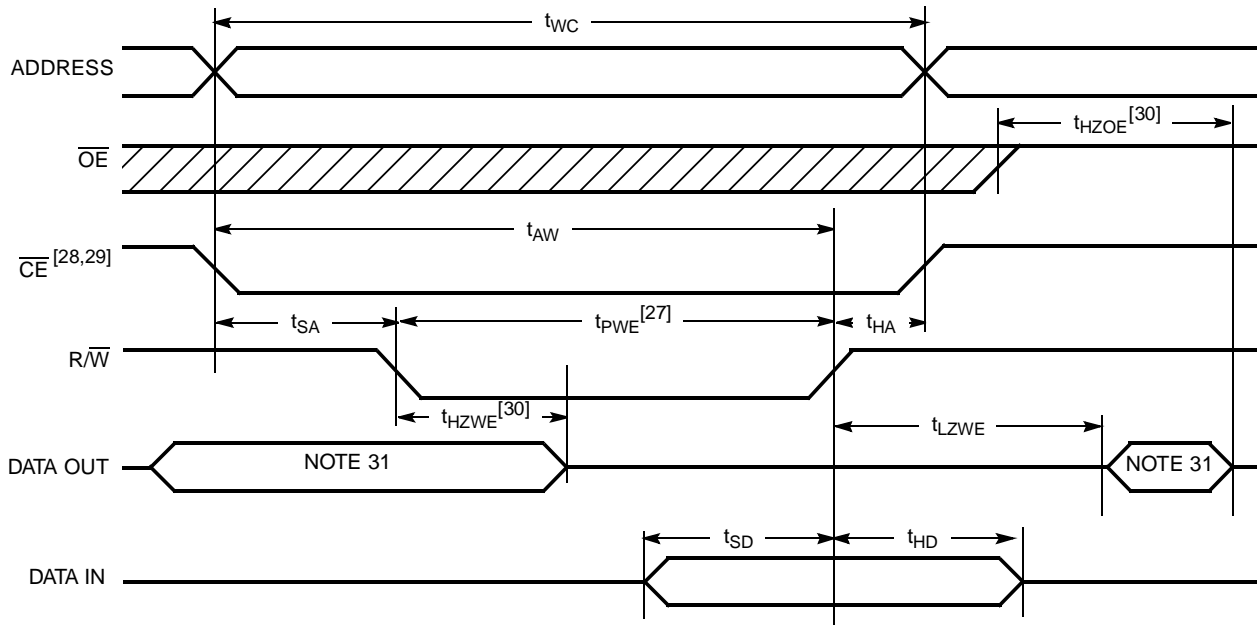 tWC
ADDRESS
tHZOE[30]
OE
tAW
CE [28,29]
tSA
tPWE[27]
tHA
R/W
tHZWE[30]
tLZWE
DATA OUT
NOTE 31
NOTE 31
tSD
tHD
DATA IN